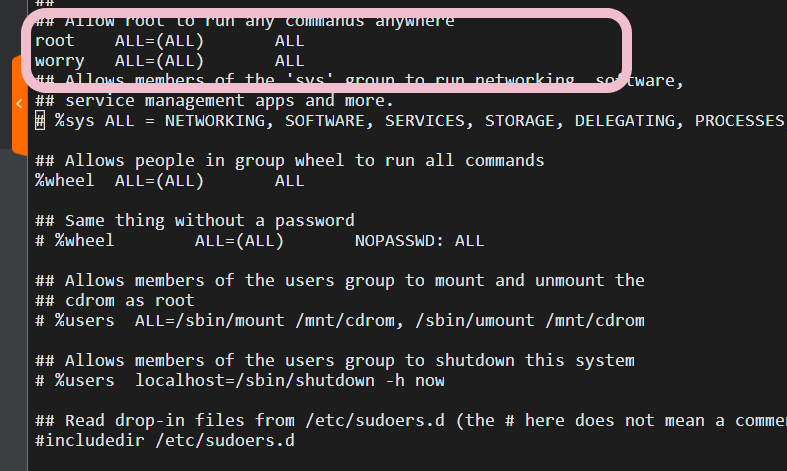 ##
## Allow root to run any commands anywhere
root    ALL=(ALL)       ALL
worry   ALL=(ALL)       ALL
## Allows members of the 'sys' group to run networking, software,
## service management apps and more.
# %sys ALL = NETWORKING, SOFTWARE, SERVICES, STORAGE, DELEGATING, PROCESSES
## Allows people in group wheel to run all commands
%wheel  ALL=(ALL)       ALL
## Same thing without a password
# %wheel        ALL=(ALL)       NOPASSWD: ALL
## Allows members of the users group to mount and unmount the
## cdrom as root
# %users  ALL=/sbin/mount /mnt/cdrom, /sbin/umount /mnt/cdrom
## Allows members of the users group to shutdown this system
# %users  localhost=/sbin/shutdown -h now
## Read drop-in files from /etc/sudoers.d (the # here does not mean a comme
#includedir /etc/sudoers.d